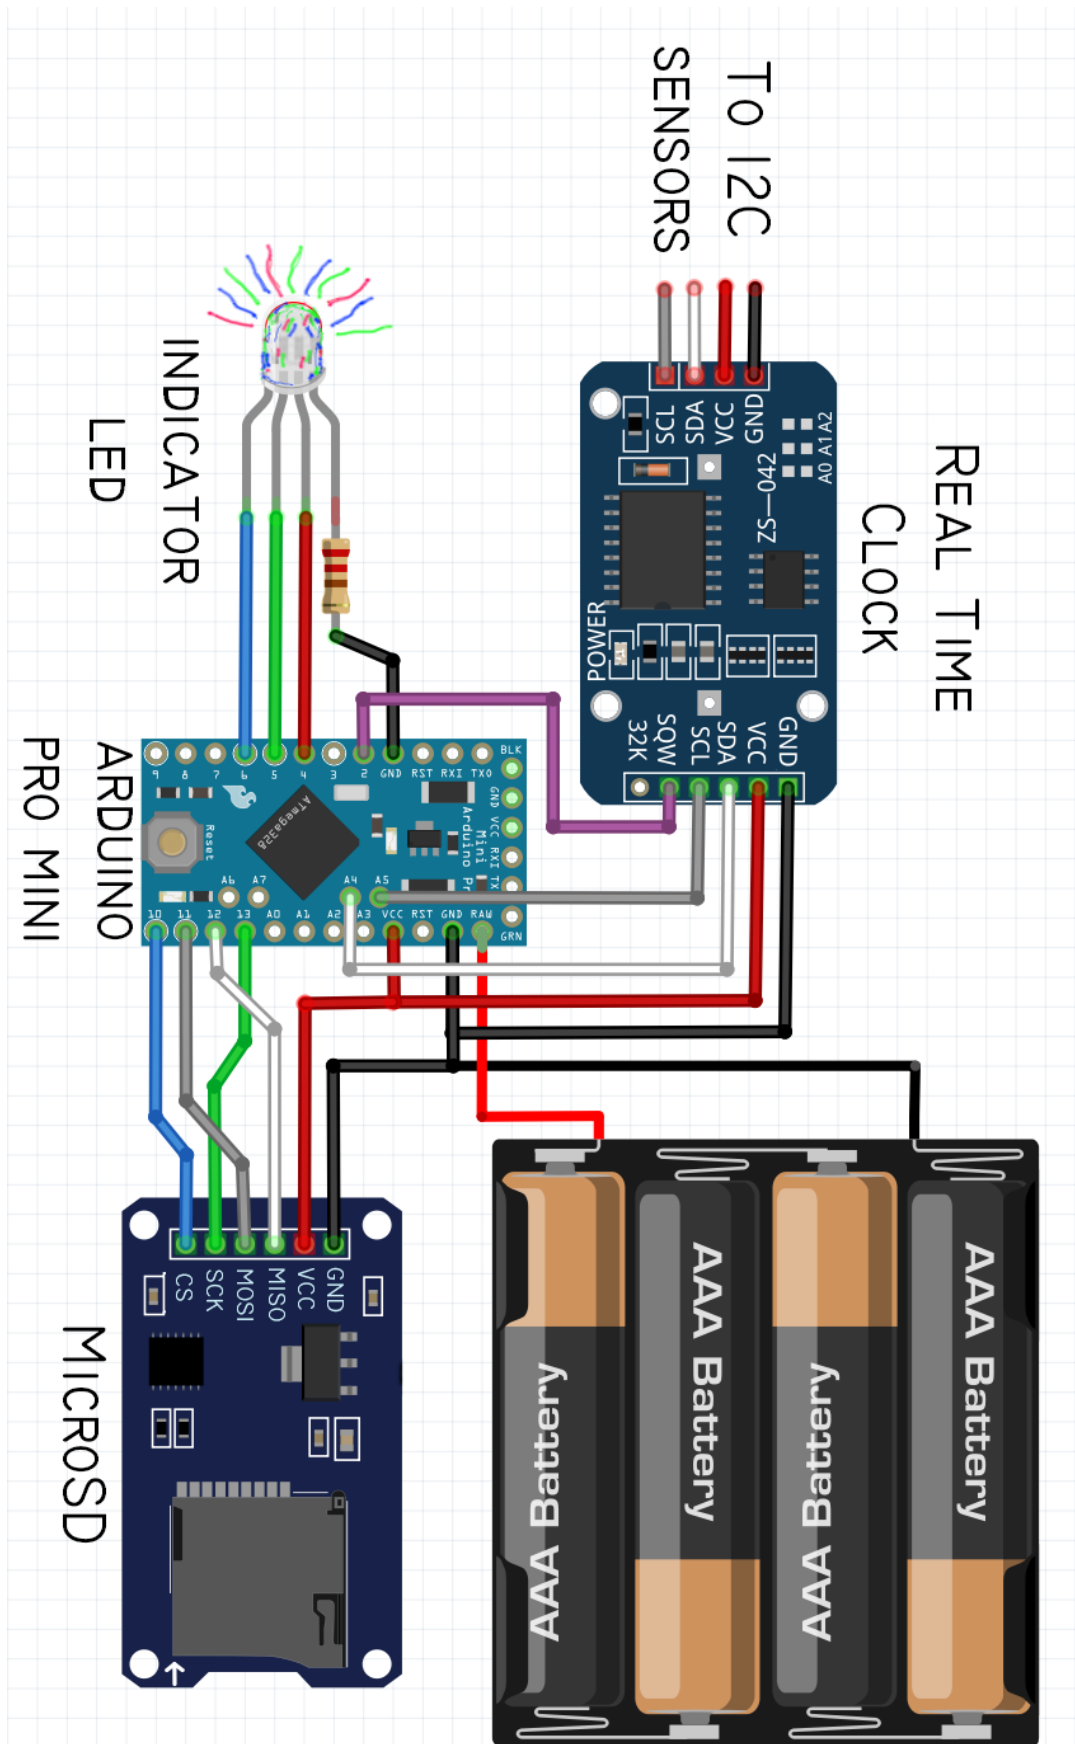 To I2C
SENSORS
REAL TIME
CLOCK
GND
VCC
SDA
SCL
A0 A1 A2
ZS-042
POWER
GND
VCC
SDA
SCL
SQW
32K
INDICATOR
LED
ARDUINO
PRO MINI
9 8 7 6 5 4 3 2 GND RST RXI TXO
BLK
GND
VCC
RXI
TX
GRN
ATmega328
Reset
Arduino Pr
Mini
A6 A7 A4 A5
10 11 12 13 A0 A1 A2 A3 VCC RST GND RAW
CS
SCK
MOSI
MISO
VCC
GND
MICROSD
AAA Battery
AAA Battery
AAA Battery
AAA Battery